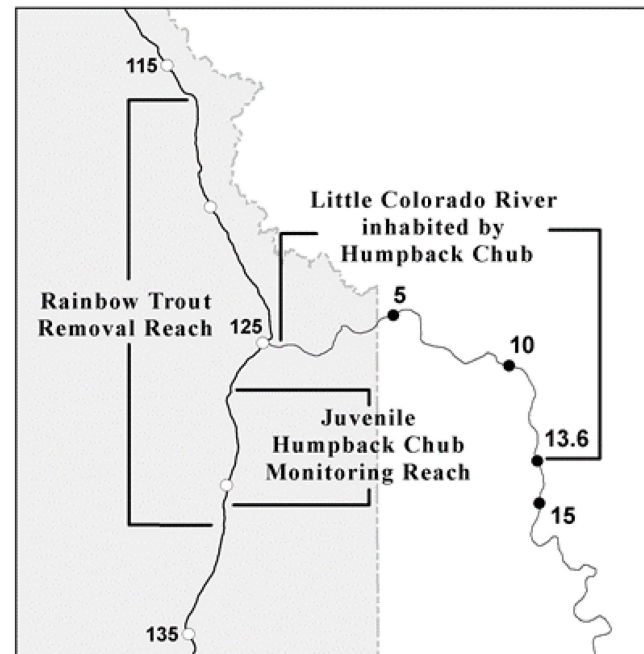 115
Little Colorado River
inhabited by
Humpback Chub
5
Rainbow Trout
Removal Reach
125
10
Juvenile
Humpback Chub
Monitoring Reach
13.6
15
135